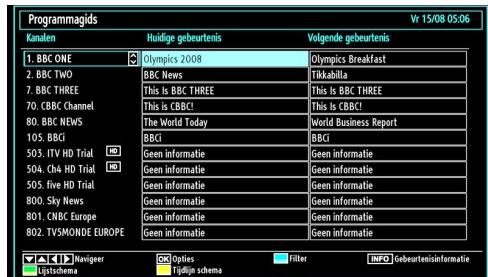 Programmagids Vr 15/08 05:06
Kanalen Huidige gebeurtenis Volgende gebeurtenis
1. BBC ONE Olympics 2008 Olympics Breakfast
2. BBC TWO BBC News Tikkabilla
7. BBC THREE This Is BBC THREE This Is BBC THREE
70. CBBC Channel This is CBBC! This Is CBBC!
80. BBC NEWS The World Today World Business Report
105. BBCi BBCi BBCi
503. ITV HD Trial HD Geen informatie Geen informatie
504. Ch4 HD Trial HD Geen informatie Geen informatie
505. five HD Trial Geen informatie Geen informatie
800. Sky News Geen informatie Geen informatie
801. CNBC Europe Geen informatie Geen informatie
802. TV5MONDE EUROPE Geen informatie Geen informatie
Navigeer OK Opties Filter INFO Gebeurtenisinformatie
Lijstschema Tijdlijn schema